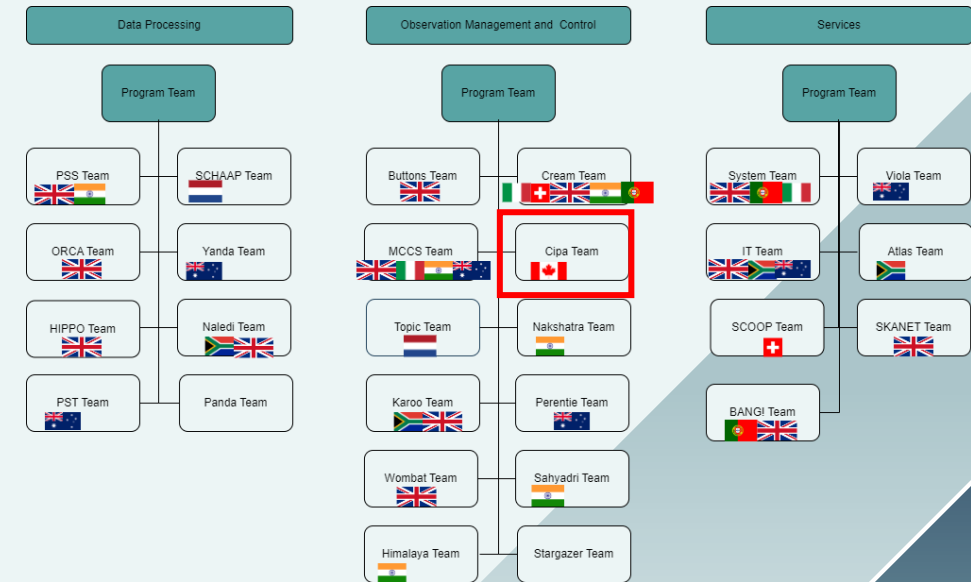 Data Processing
Observation Management and Control
Services
Program Team
Program Team
Program Team
PSS Team
SCHAAP Team
Buttons Team
Cream Team
System Team
Viola Team
ORCA Team
Yanda Team
MCCS Team
Cipa Team
IT Team
Atlas Team
HIPPO Team
Naledi Team
Topic Team
Nakshatra Team
SCOOP Team
SKANET Team
PST Team
Panda Team
Karoo Team
Perentie Team
BANG! Team
Wombat Team
Sahyadri Team
Himalaya Team
Stargazer Team